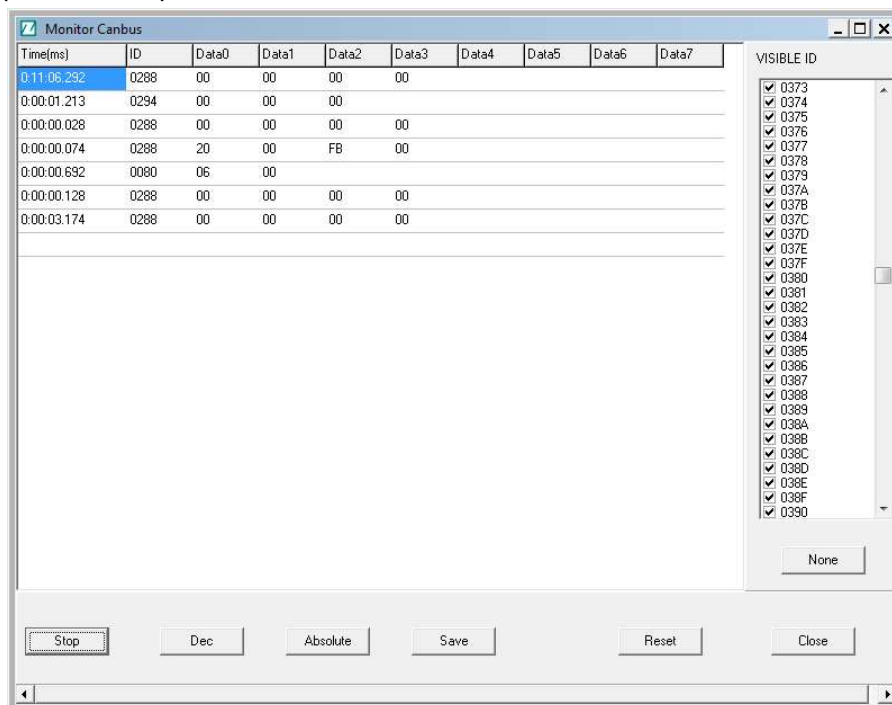 Monitor Canbus
Time(ms) ID Data0 Data1 Data2 Data3 Data4 Data5 Data6 Data7
0:11:06.292 0288 00 00 00 00
0:00:01.213 0294 00 00 00
0:00:00.028 0288 00 00 00 00
0:00:00.074 0288 20 00 FB 00
0:00:00.692 0080 06 00
0:00:00.128 0288 00 00 00 00
0:00:03.174 0288 00 00 00 00
VISIBLE ID
0373
0374
0375
0376
0377
0378
0379
037A
037B
037C
037D
037E
037F
0380
0381
0382
0383
0384
0385
0386
0387
0388
0389
038A
038B
038C
038D
038E
038F
0390
None
Stop Dec Absolute Save Reset Close